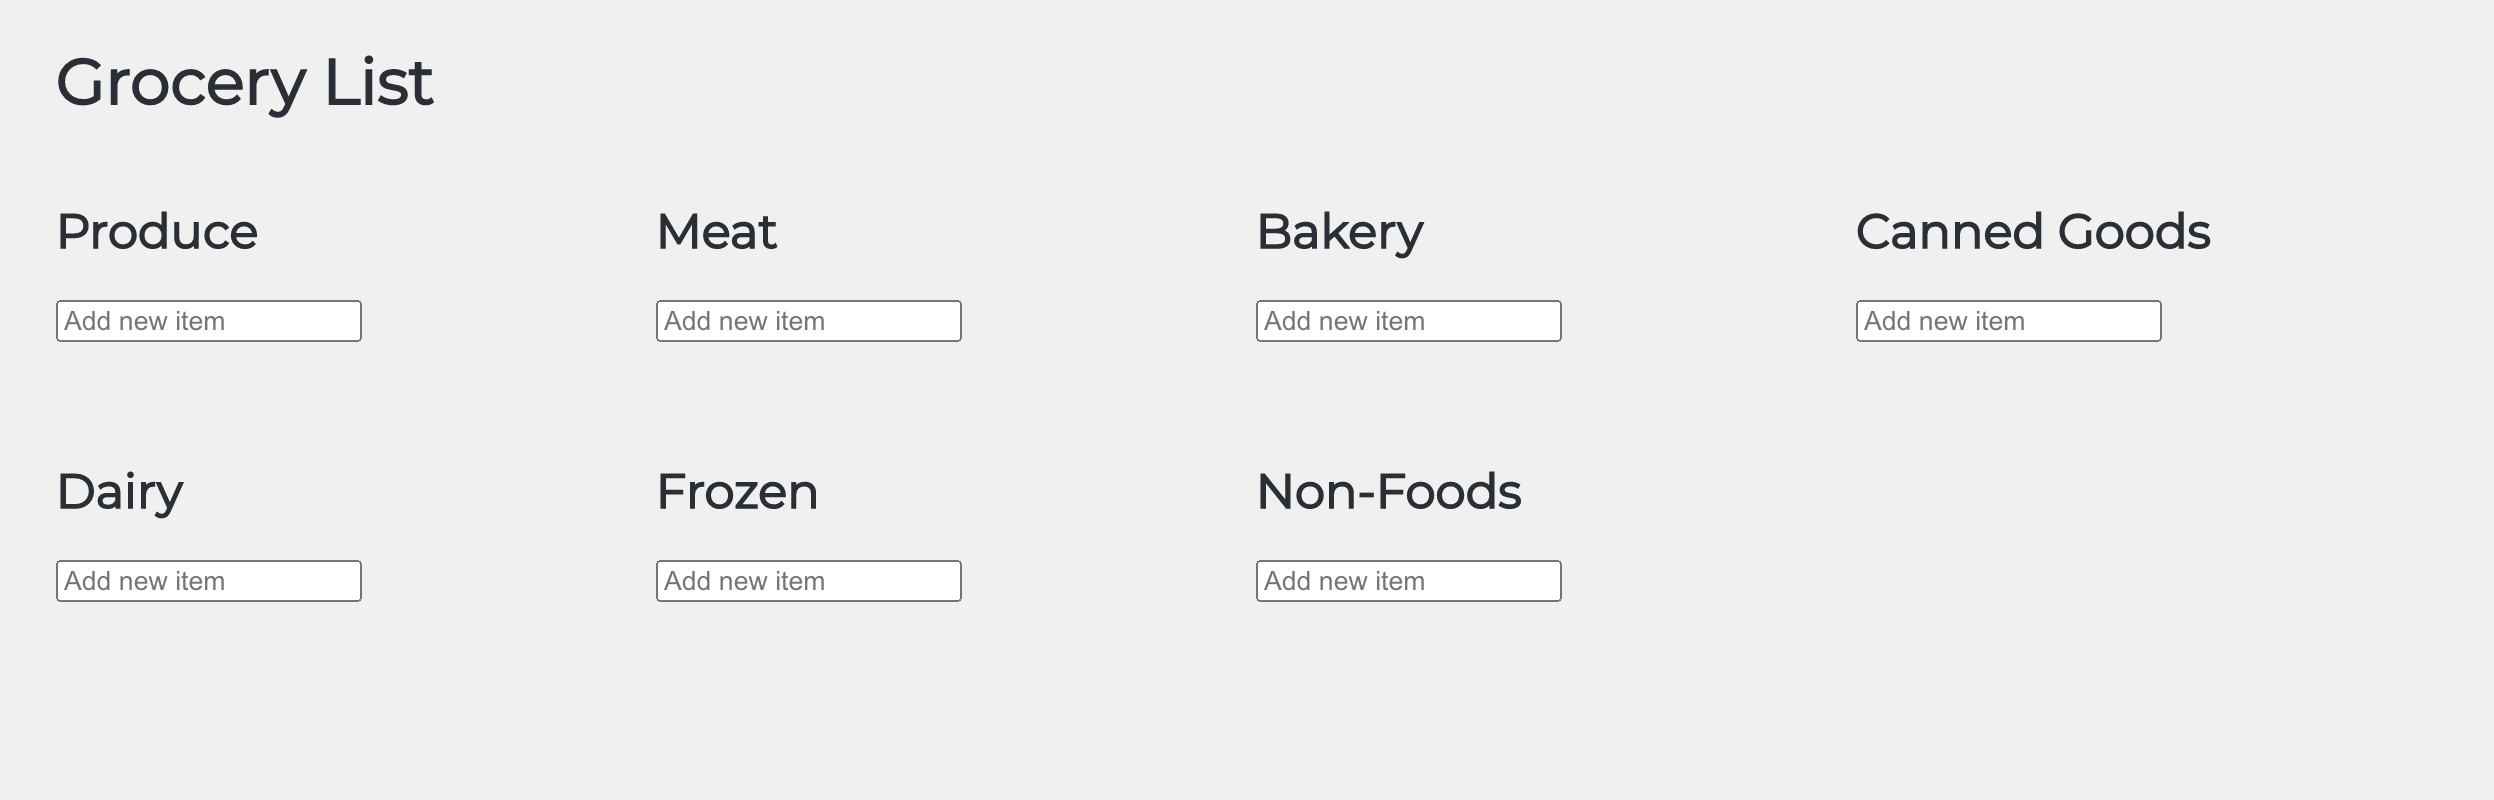 Grocery List
Produce
Add new item
Meat
Add new item
Bakery
Add new item
Canned Goods
Add new item
Dairy
Add new item
Frozen
Add new item
Non-Foods
Add new item